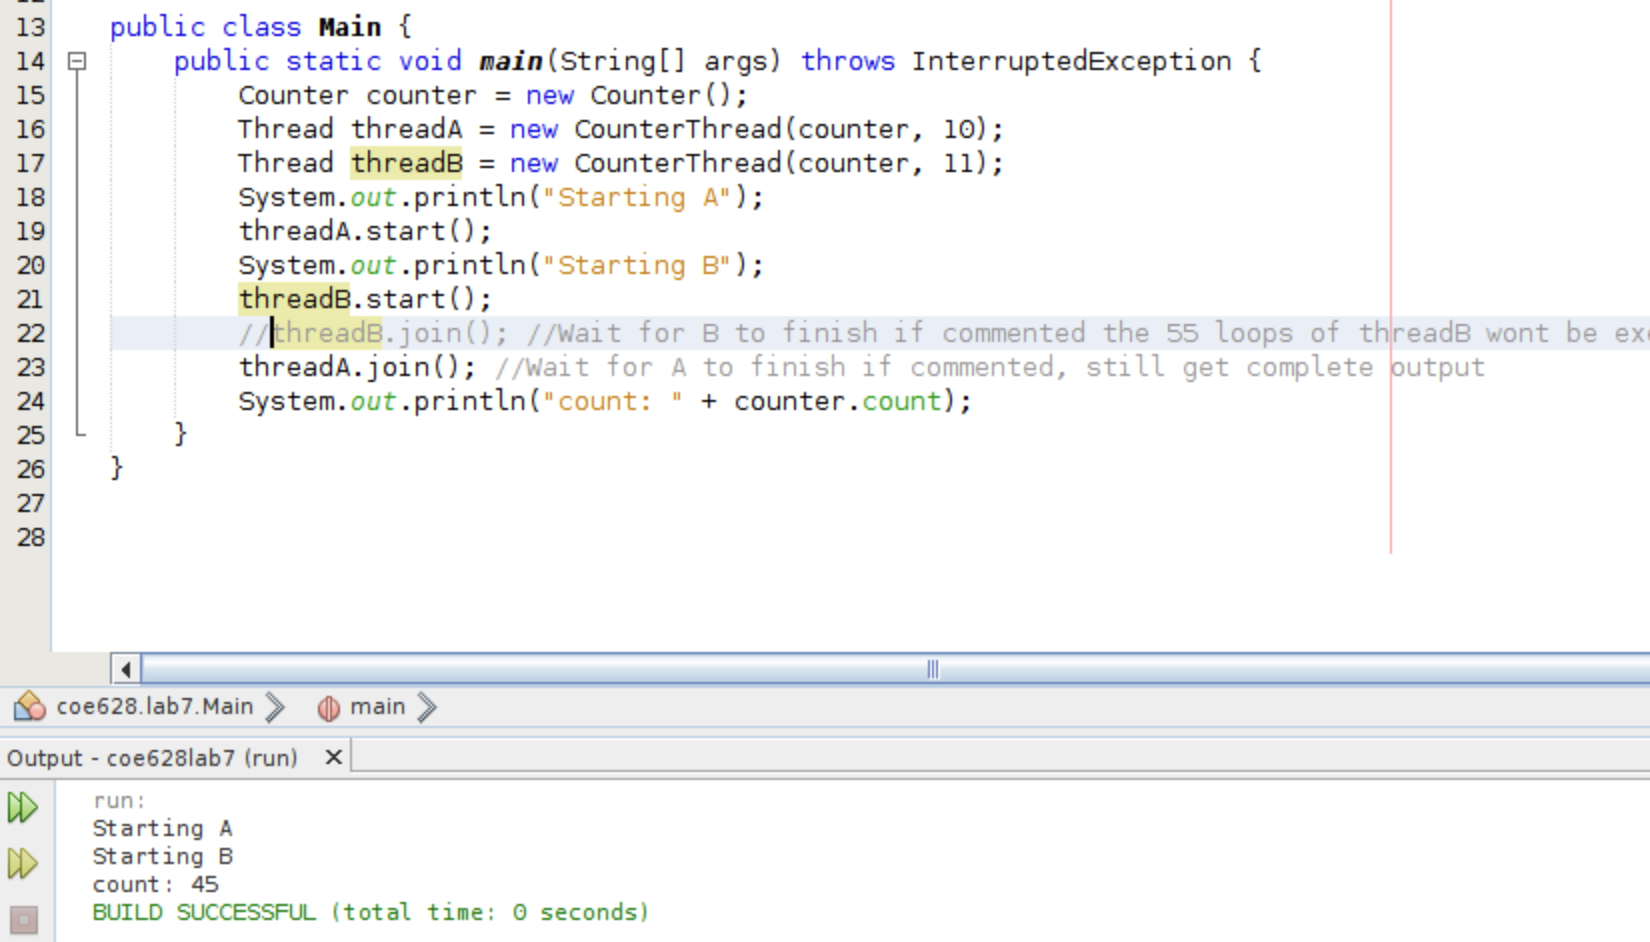 13 public class Main {
14 public static void main(String[] args) throws InterruptedException {
15 Counter counter = new Counter();
16 Thread threadA = new CounterThread(counter, 10);
17 Thread threadB = new CounterThread(counter, 11);
18 System.out.println("Starting A");
19 threadA.start();
20 System.out.println("Starting B");
21 threadB.start();
22 //threadB.join(); //Wait for B to finish if commented the 55 loops of threadB wont be
23 threadA.join(); //Wait for A to finish if commented, still get complete output
24 System.out.println("count: " + counter.count);
25 }
26 }
27
28
coe628.lab7.Main main
Output - coe628lab7 (run)
run:
Starting A
Starting B
count: 45
BUILD SUCCESSFUL (total time: 0 seconds)